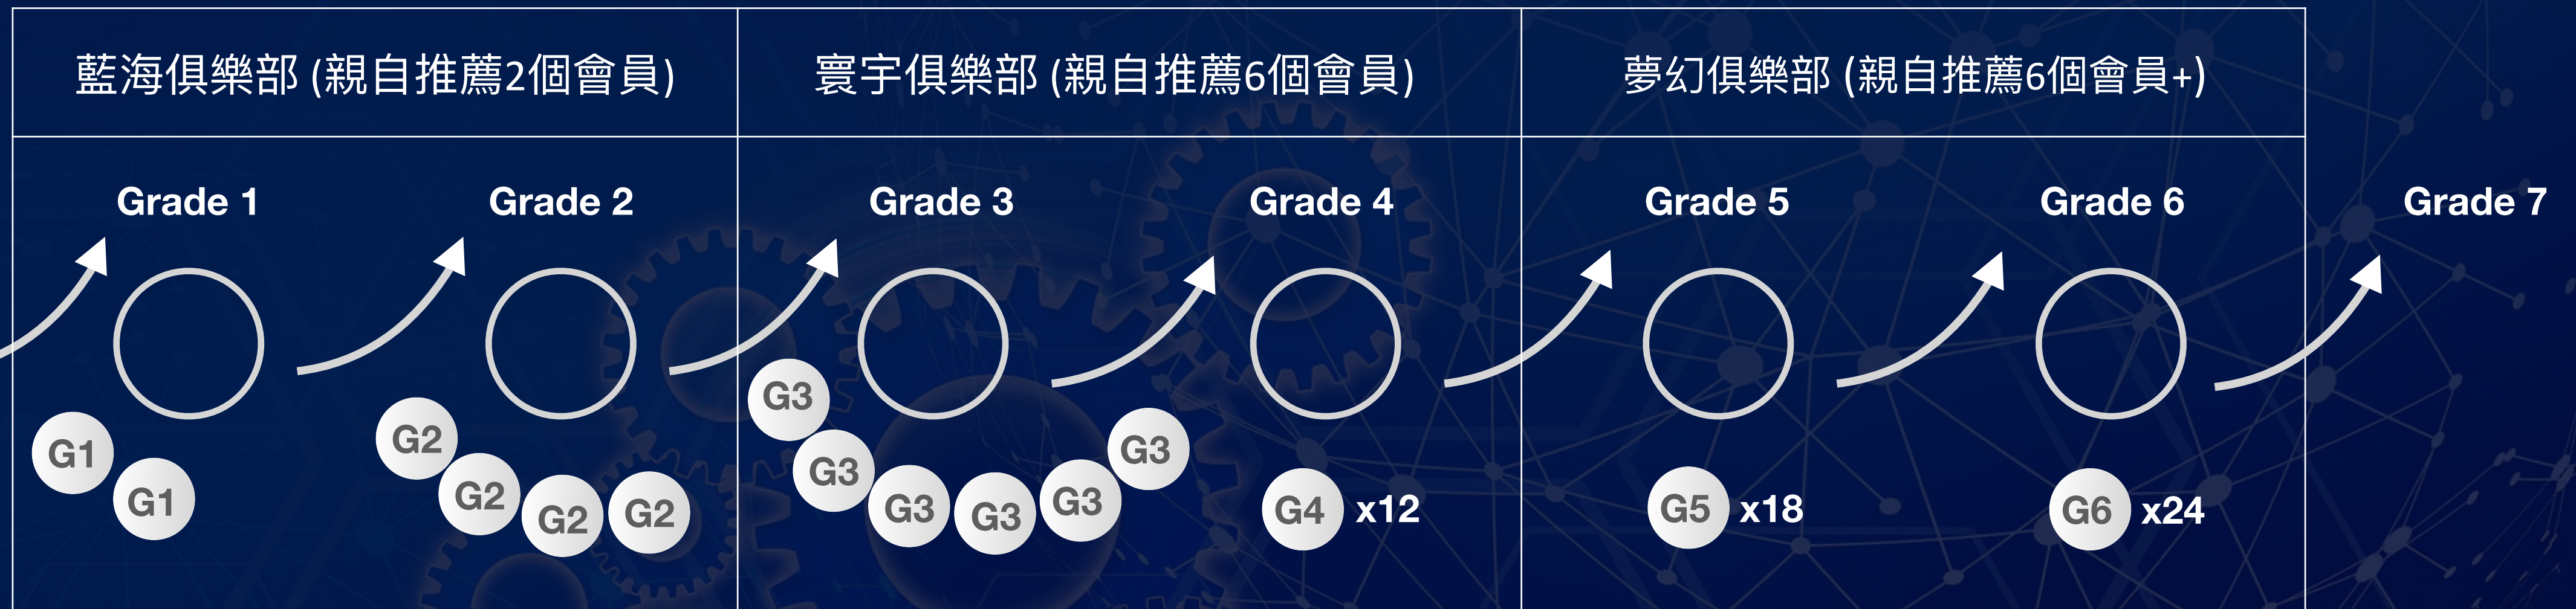 藍海俱樂部 (親自推薦2個會員)
寰宇俱樂部 (親自推薦6個會員)
夢幻俱樂部 (親自推薦6個會員+)
Grade 1
Grade 2
Grade 3
Grade 4
Grade 5
Grade 6
Grade 7
G1
G1
G2
G2
G2
G2
G3
G3
G3
G3
G3
G3
G4 x12
G5 x18
G6 x24